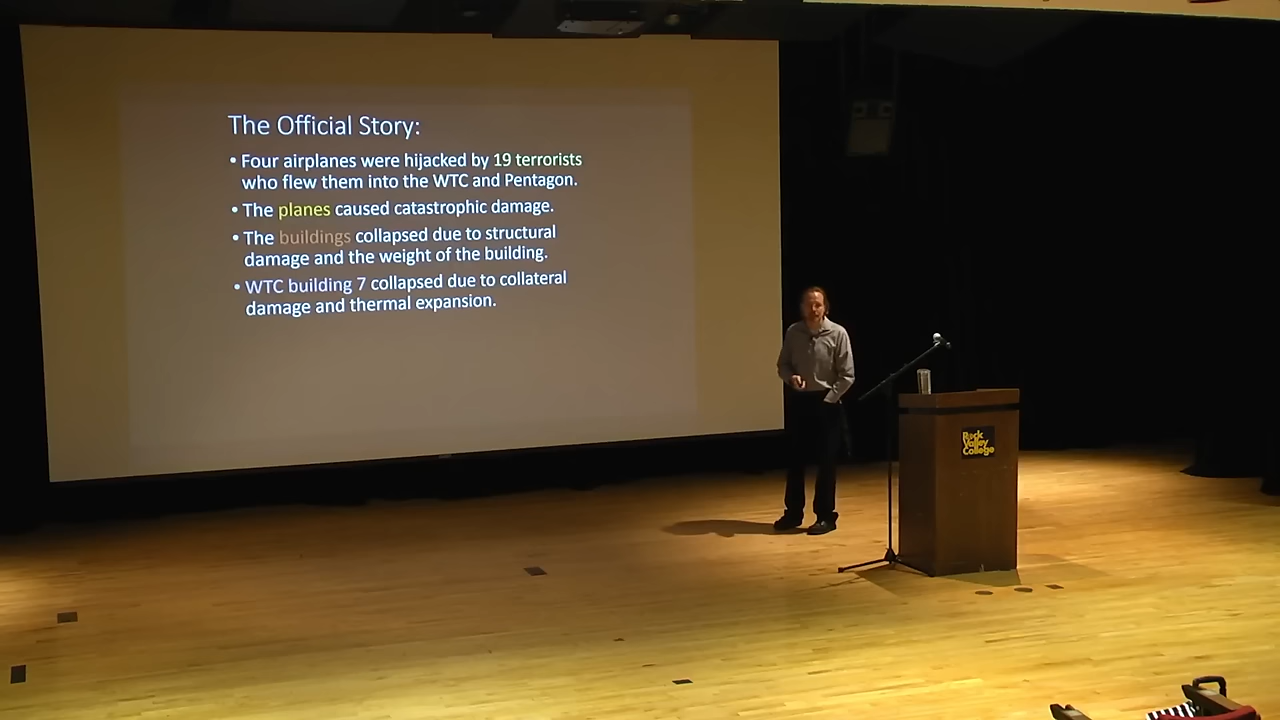 The Official Story:
• Four airplanes were hijacked by 19 terrorists
who flew them into the WTC and Pentagon.
• The planes caused catastrophic damage.
• The buildings collapsed due to structural
damage and the weight of the building.
• WTC building 7 collapsed due to collateral
damage and thermal expansion.
Rock
Valley
College